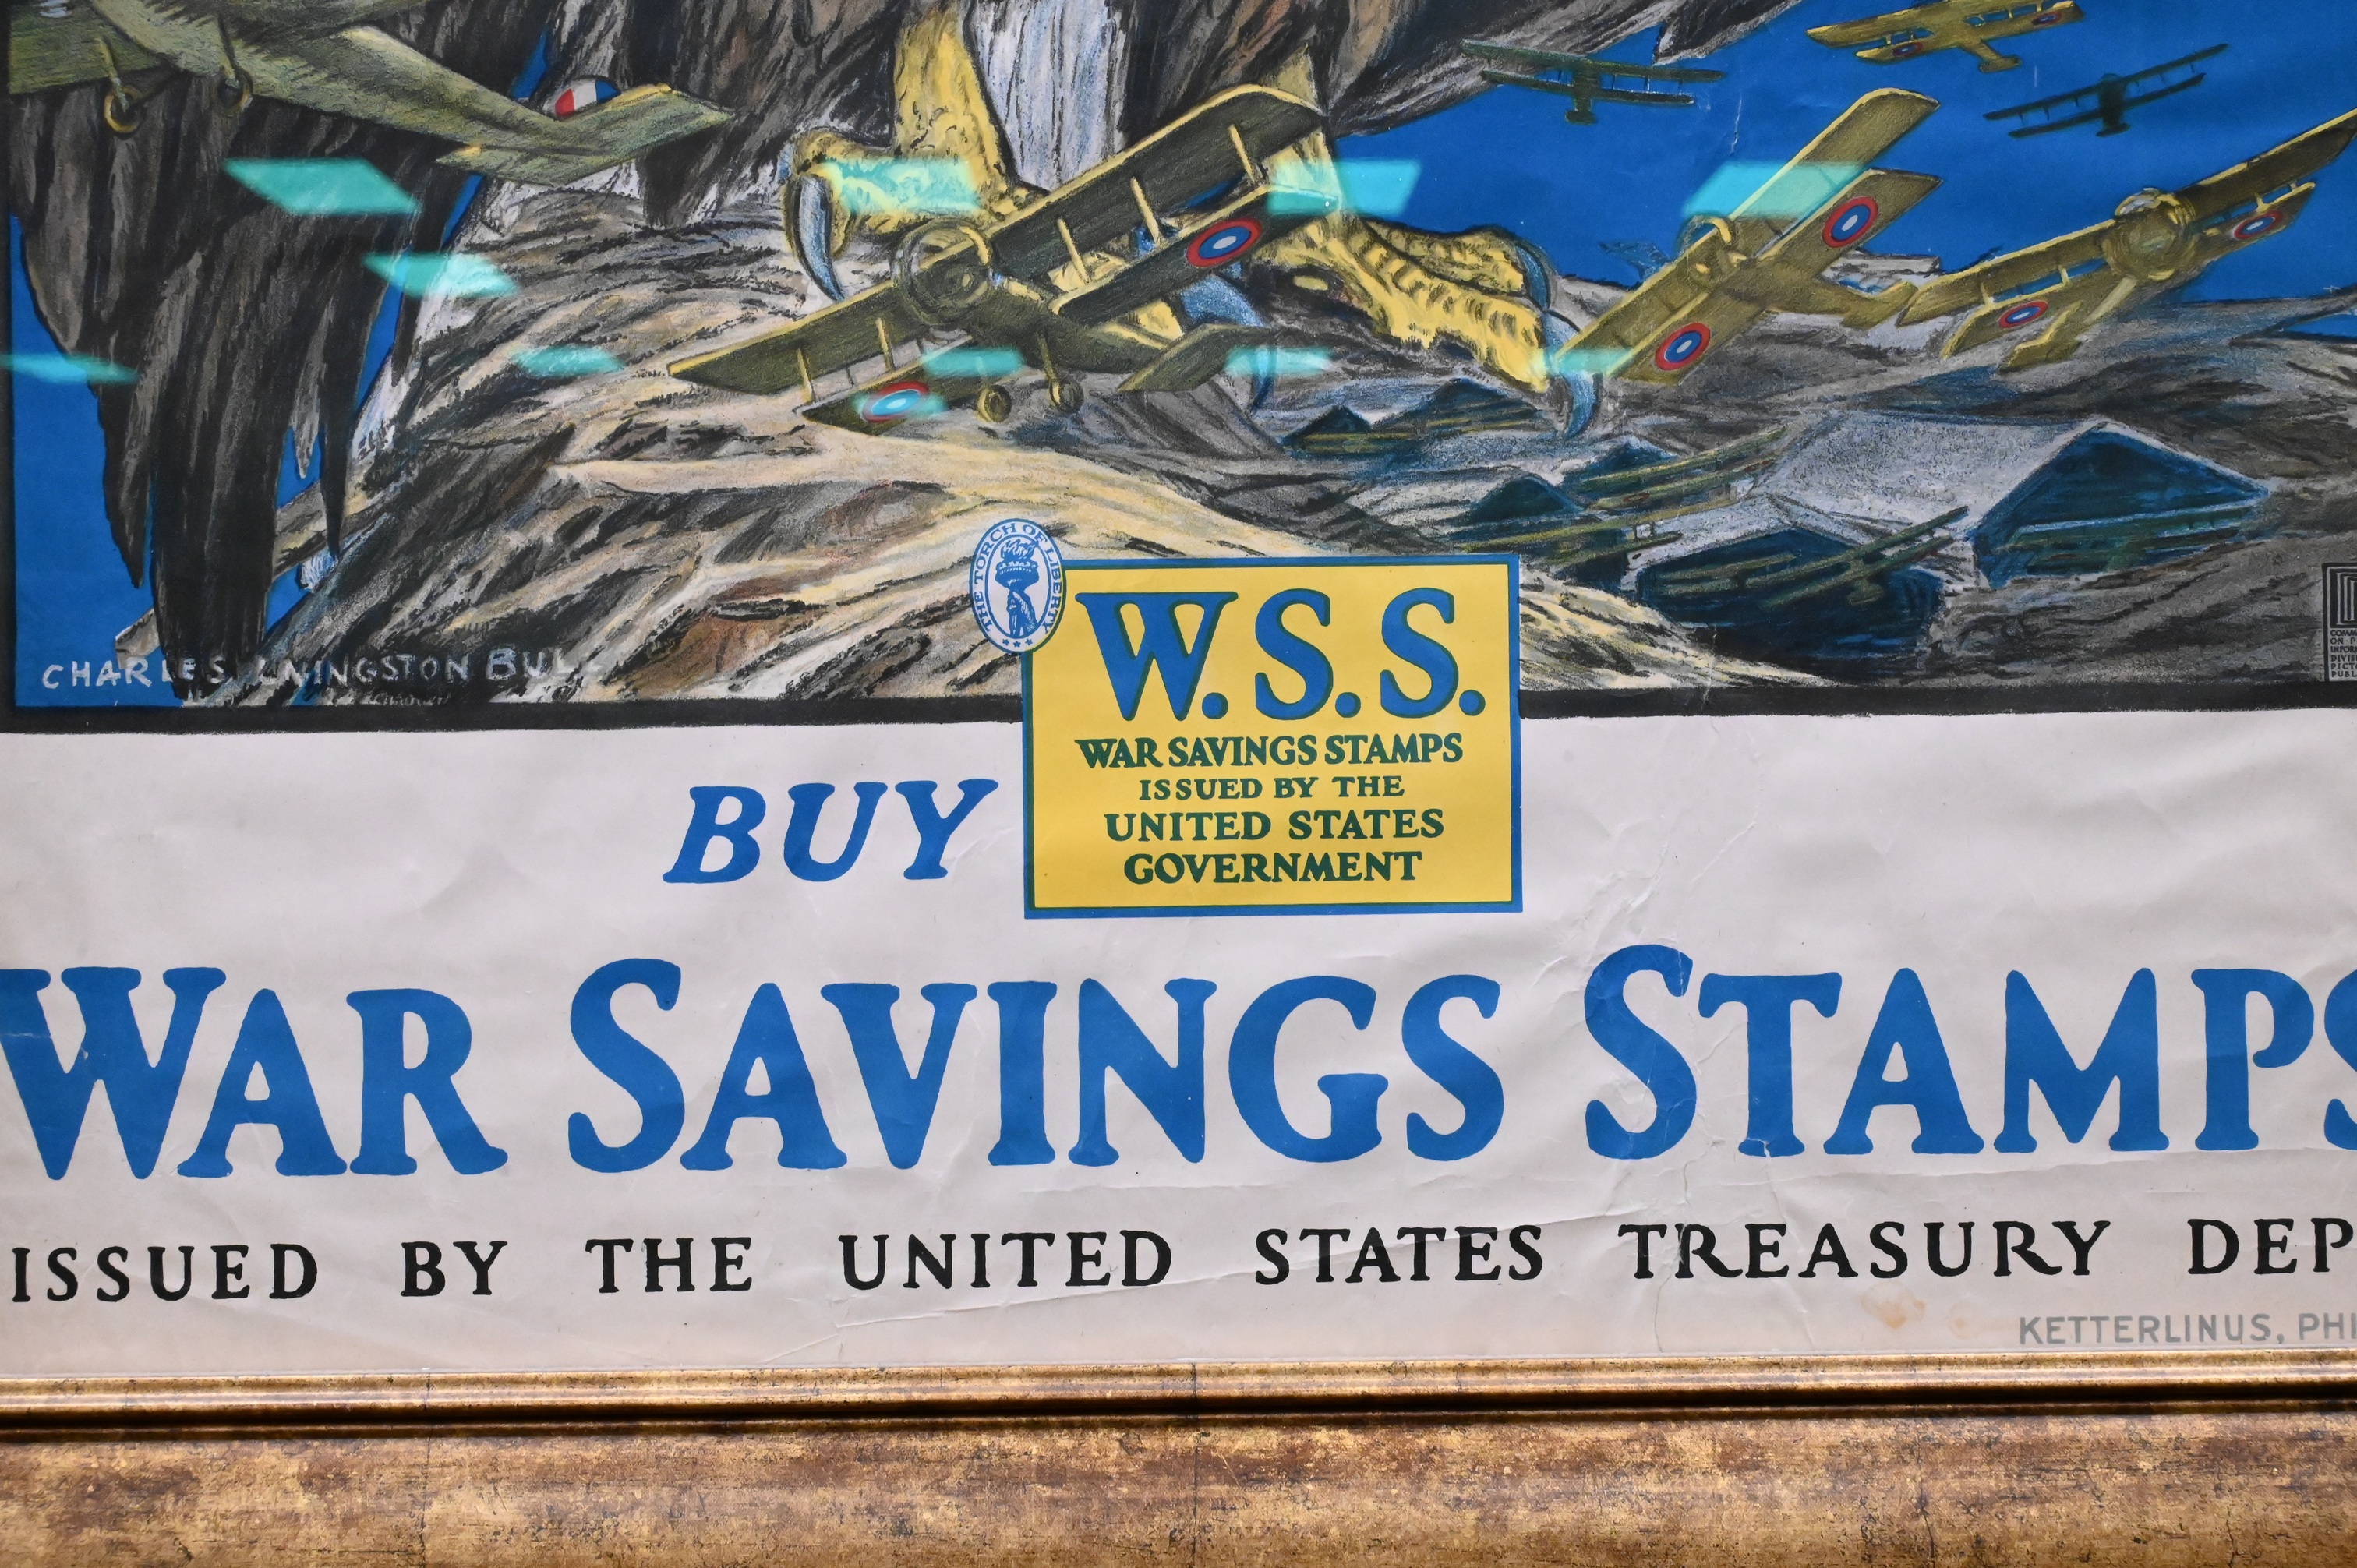 THE TORCH OF LIBERTY
W.S.S.
WAR SAVINGS STAMPS
ISSUED BY THE
UNITED STATES
GOVERNMENT
CHARLES LIVINGSTON BUL
BUY
WAR SAVINGS STAMPS
ISSUED BY THE UNITED STATES TREASURY DEP
KETTERLINUS, PHI